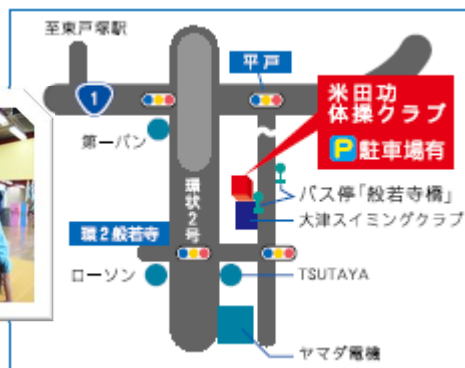 至東戸塚駅
1
平戸
米田功
体操クラブ
P 駐車場有
第一パン
環状2号
バス停「般若寺橋」
大津スイミングクラブ
環2般若寺
ローソン
TSUTAYA
ヤマダ電機